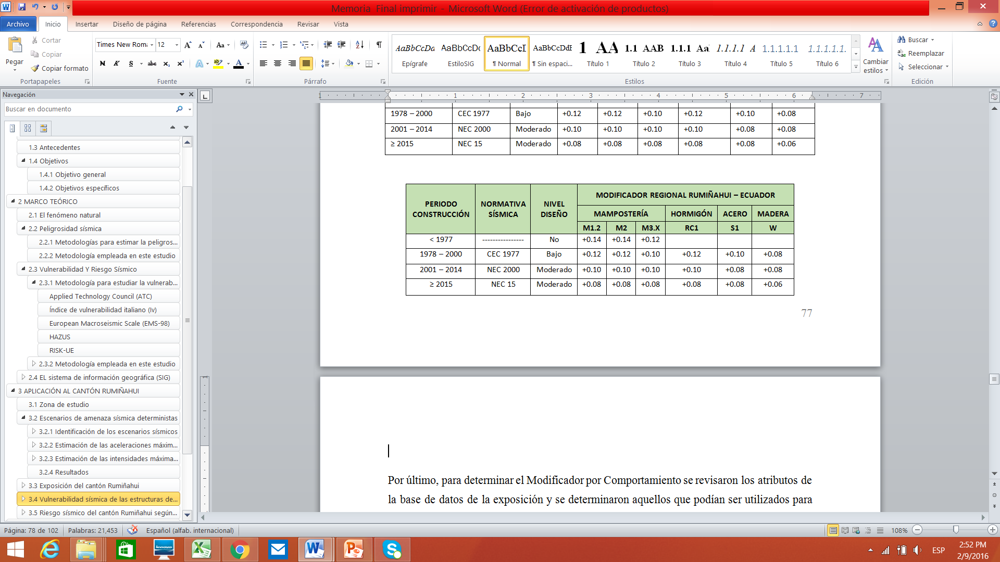 Memoria Final imprimir - Microsoft Word (Error de activación de productos)
Archivo Inicio Insertar Diseño de página Referencias Correspondencia Revisar Vista
Pegar
Cortar
Copiar
Copiar formato
Portapapeles
Times New Rom 12
N K S abc x₂ x²
Fuente
Párrafo
AaBbCcDc Epígrafe
AaBbCcDc EstiloSIG
AaBbCcI ¶ Normal
AaBbCcDdE ¶ Sin espaci...
1 AA Título 1
1.1 AAB Título 2
1.1.1 Aa Título 3
1.1.1.1 A Título 4
1.1.1.1.1 Título 5
1.1.1.1.1. Título 6
Estilos
Cambiar estilos
Buscar
Reemplazar
Seleccionar
Edición
Navegación
Buscar en documento
1.3 Antecedentes
1.4 Objetivos
1.4.1 Objetivo general
1.4.2 Objetivos específicos
2 MARCO TEÓRICO
2.1 El fenómeno natural
2.2 Peligrosidad sísmica
2.2.1 Metodologías para estimar la peligros...
2.2.2 Metodología empleada en este estudio
2.3 Vulnerabilidad Y Riesgo Sísmico
2.3.1 Metodología para estudiar la vulnerab...
Applied Technology Council (ATC)
Índice de vulnerabilidad italiano (Iv)
European Macroseismic Scale (EMS-98)
HAZUS
RISK-UE
2.3.2 Metodología empleada en este estudio
2.4 EL sistema de información geográfica (SIG)
3 APLICACIÓN AL CANTÓN RUMIÑAHUI
3.1 Zona de estudio
3.2 Escenarios de amenaza sísmica deterministas
3.2.1 Identificación de los escenarios sísmicos
3.2.2 Estimación de las aceleraciones máxim...
3.2.3 Estimación de las intensidades máxima...
3.2.4 Resultados
3.3 Exposición del cantón Rumiñahui
3.4 Vulnerabilidad sísmica de las estructuras de...
3.5 Riesgo sísmico del cantón Rumiñahui según...
1 1 2 3 4 5 6 7
1978 – 2000 CEC 1977 Bajo +0.12 +0.12 +0.10 +0.12 +0.10 +0.08
2001 – 2014 NEC 2000 Moderado +0.10 +0.10 +0.10 +0.10 +0.08 +0.08
≥ 2015 NEC 15 Moderado +0.08 +0.08 +0.08 +0.08 +0.08 +0.06
PERIODO CONSTRUCCIÓN NORMATIVA SÍSMICA NIVEL DISEÑO MODIFICADOR REGIONAL RUMIÑAHUI – ECUADOR
MAMPOSTERÍA HORMIGÓN ACERO MADERA
M1.2 M2 M3.X RC1 S1 W
< 1977 ---------------- No +0.14 +0.14 +0.12
1978 – 2000 CEC 1977 Bajo +0.12 +0.12 +0.10 +0.12 +0.10 +0.08
2001 – 2014 NEC 2000 Moderado +0.10 +0.10 +0.10 +0.10 +0.08 +0.08
≥ 2015 NEC 15 Moderado +0.08 +0.08 +0.08 +0.08 +0.08 +0.06
77
Por último, para determinar el Modificador por Comportamiento se revisaron los atributos de
la base de datos de la exposición y se determinaron aquellos que podían ser utilizados para
Página: 78 de 102 Palabras: 21,453 Español (alfab. internacional) 108%
ESP 2:52 PM
2/9/2016